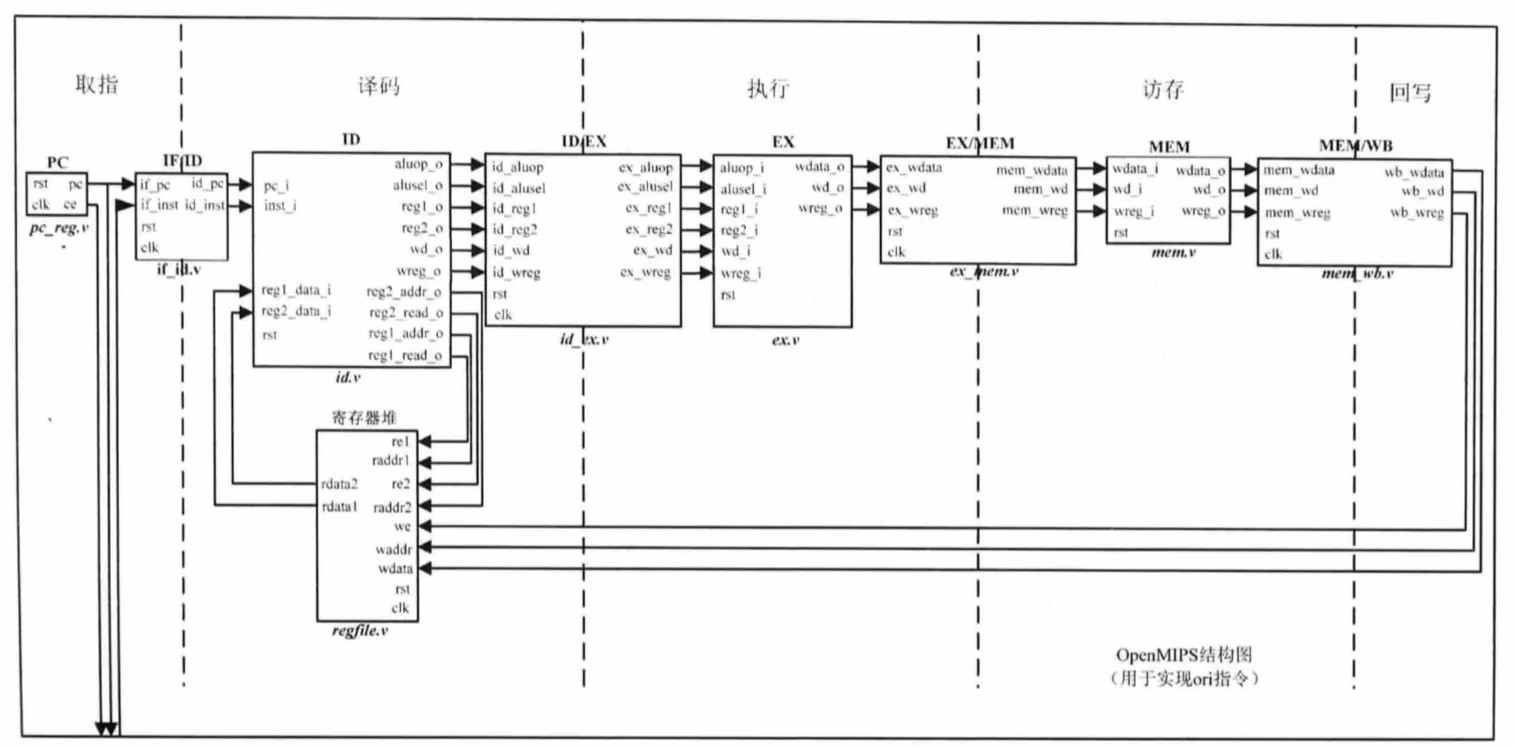 取指
译码
执行
访存
回写
PC
rst pc
clk ce
pc_reg.v
IF/ID
if_pc id_pc
if_inst id_inst
rst
clk
if_id.v
ID
aluop_o
alusel_o
pc_i
inst_i
reg1_o
reg2_o
wd_o
wreg_o
reg1_data_i reg2_addr_o
reg2_data_i reg2_read_o
rst reg1_addr_o
reg1_read_o
id.v
ID/EX
id_aluop ex_aluop
id_alusel ex_alusel
id_reg1 ex_reg1
id_reg2 ex_reg2
id_wd ex_wd
id_wreg ex_wreg
rst
clk
id_ex.v
EX
aluop_i wdata_o
alusel_i wd_o
reg1_i wreg_o
reg2_i
wd_i
wreg_i
rst
ex.v
EX/MEM
ex_wdata mem_wdata
ex_wd mem_wd
ex_wreg mem_wreg
rst
clk
ex_mem.v
MEM
wdata_i wdata_o
wd_i wd_o
wreg_i wreg_o
rst
mem.v
MEM/WB
mem_wdata wb_wdata
mem_wd wb_wd
mem_wreg wb_wreg
rst
clk
mem_wb.v
寄存器堆
re1
raddr1
rdata2 re2
rdata1 raddr2
we
waddr
wdata
rst
clk
regfile.v
OpenMIPS结构图
（用于实现ori指令）